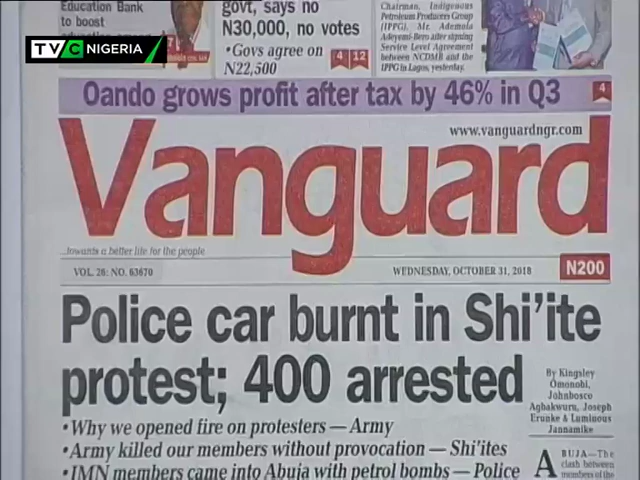 Education Bank
to boost
govt, says no
N30,000, no votes
•Govs agree on
N22,500
4 12
Chairman, Indigenous
Petroleum Producers Group
(IPPG), Mr. Ademola
Adeyemi-Bero after signing
Service Level Agreement
between NCDMB and the
IPPG in Lagos, yesterday.
TVC NIGERIA
Oando grows profit after tax by 46% in Q3
4
www.vanguardngr.com
Vanguard
...towards a better life for the people
VOL. 26: NO. 63670
WEDNESDAY, OCTOBER 31, 2018
N200
Police car burnt in Shi'ite
protest; 400 arrested
•Why we opened fire on protesters — Army
•Army killed our members without provocation — Shi'ites
•IMN members came into Abuja with petrol bombs — Police
By Kingsley
Omonobi,
Johnbosco
Agbakwuru, Joseph
Erunke & Luminous
Jannamike
ABUJA—The
clash between
members of the